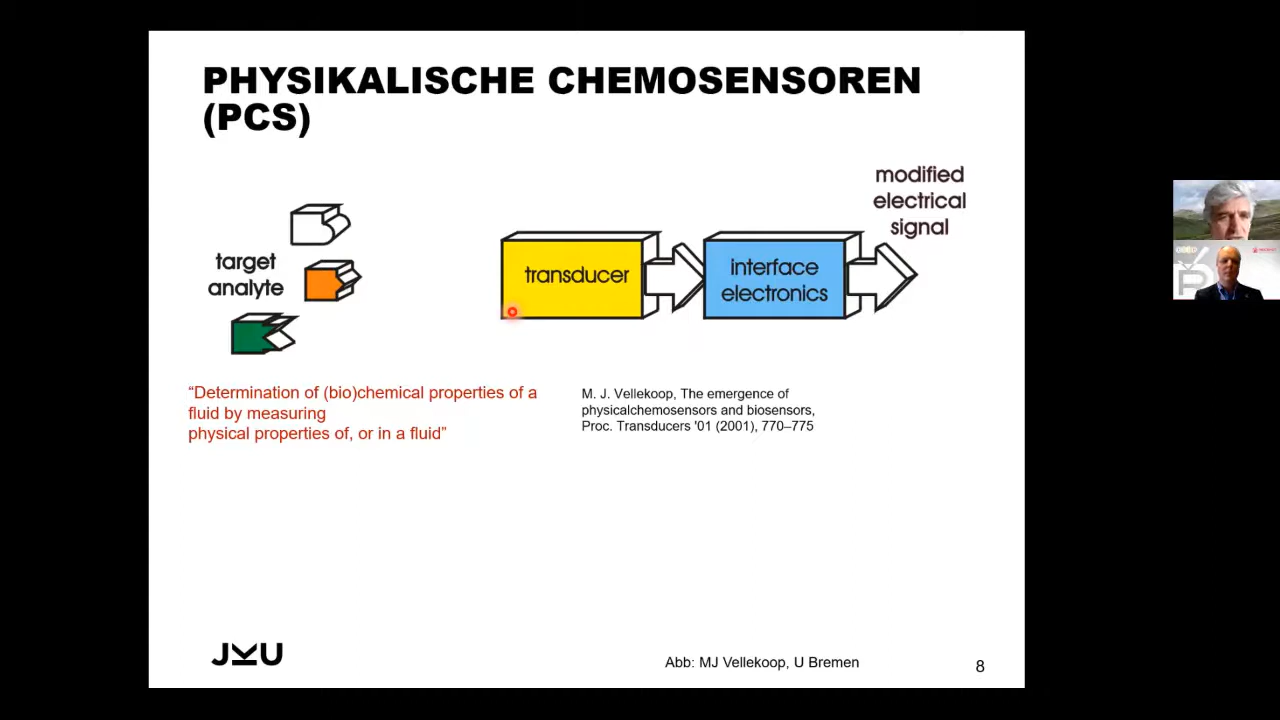 PHYSIKALISCHE CHEMOSENSOREN
(PCS)
modified
electrical
signal
target
analyte
transducer
interface
electronics
“Determination of (bio)chemical properties of a
fluid by measuring
physical properties of, or in a fluid”
M. J. Vellekoop, The emergence of
physicalchemosensors and biosensors,
Proc. Transducers '01 (2001), 770–775
JKU
Abb: MJ Vellekoop, U Bremen
8